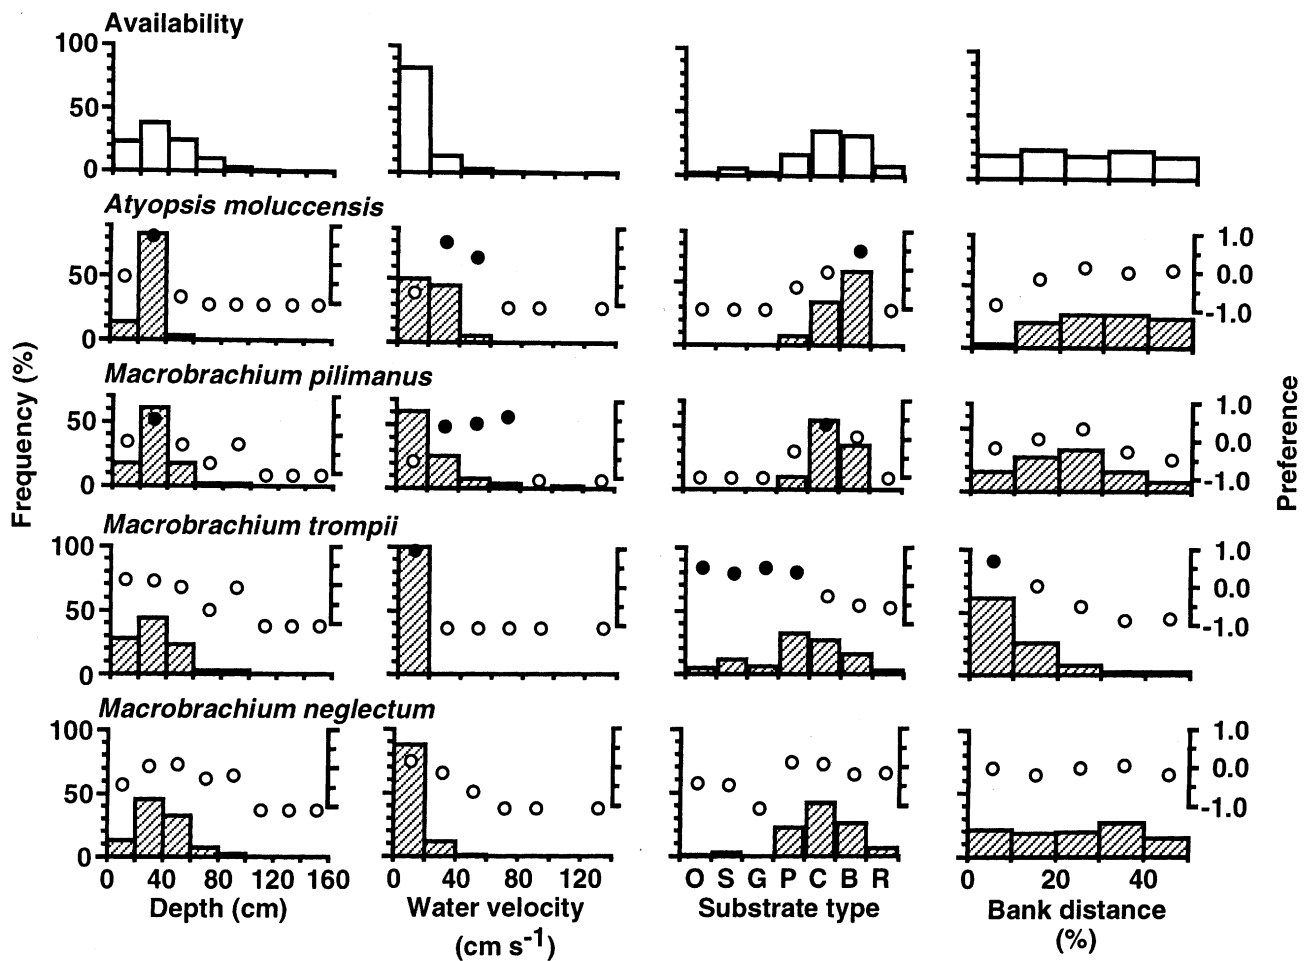 Availability
100
50
0
Atyopsis moluccensis
50
0
1.0
0.0
-1.0
Macrobrachium pilimanus
50
0
1.0
0.0
-1.0
Macrobrachium trompii
100
50
0
1.0
0.0
-1.0
Macrobrachium neglectum
100
50
0
1.0
0.0
-1.0
Frequency (%)
Preference
0 40 80 120 160
0 40 80 120
O S G P C B R
0 20 40
Depth (cm)
Water velocity
(cm s-1)
Substrate type
Bank distance
(%)